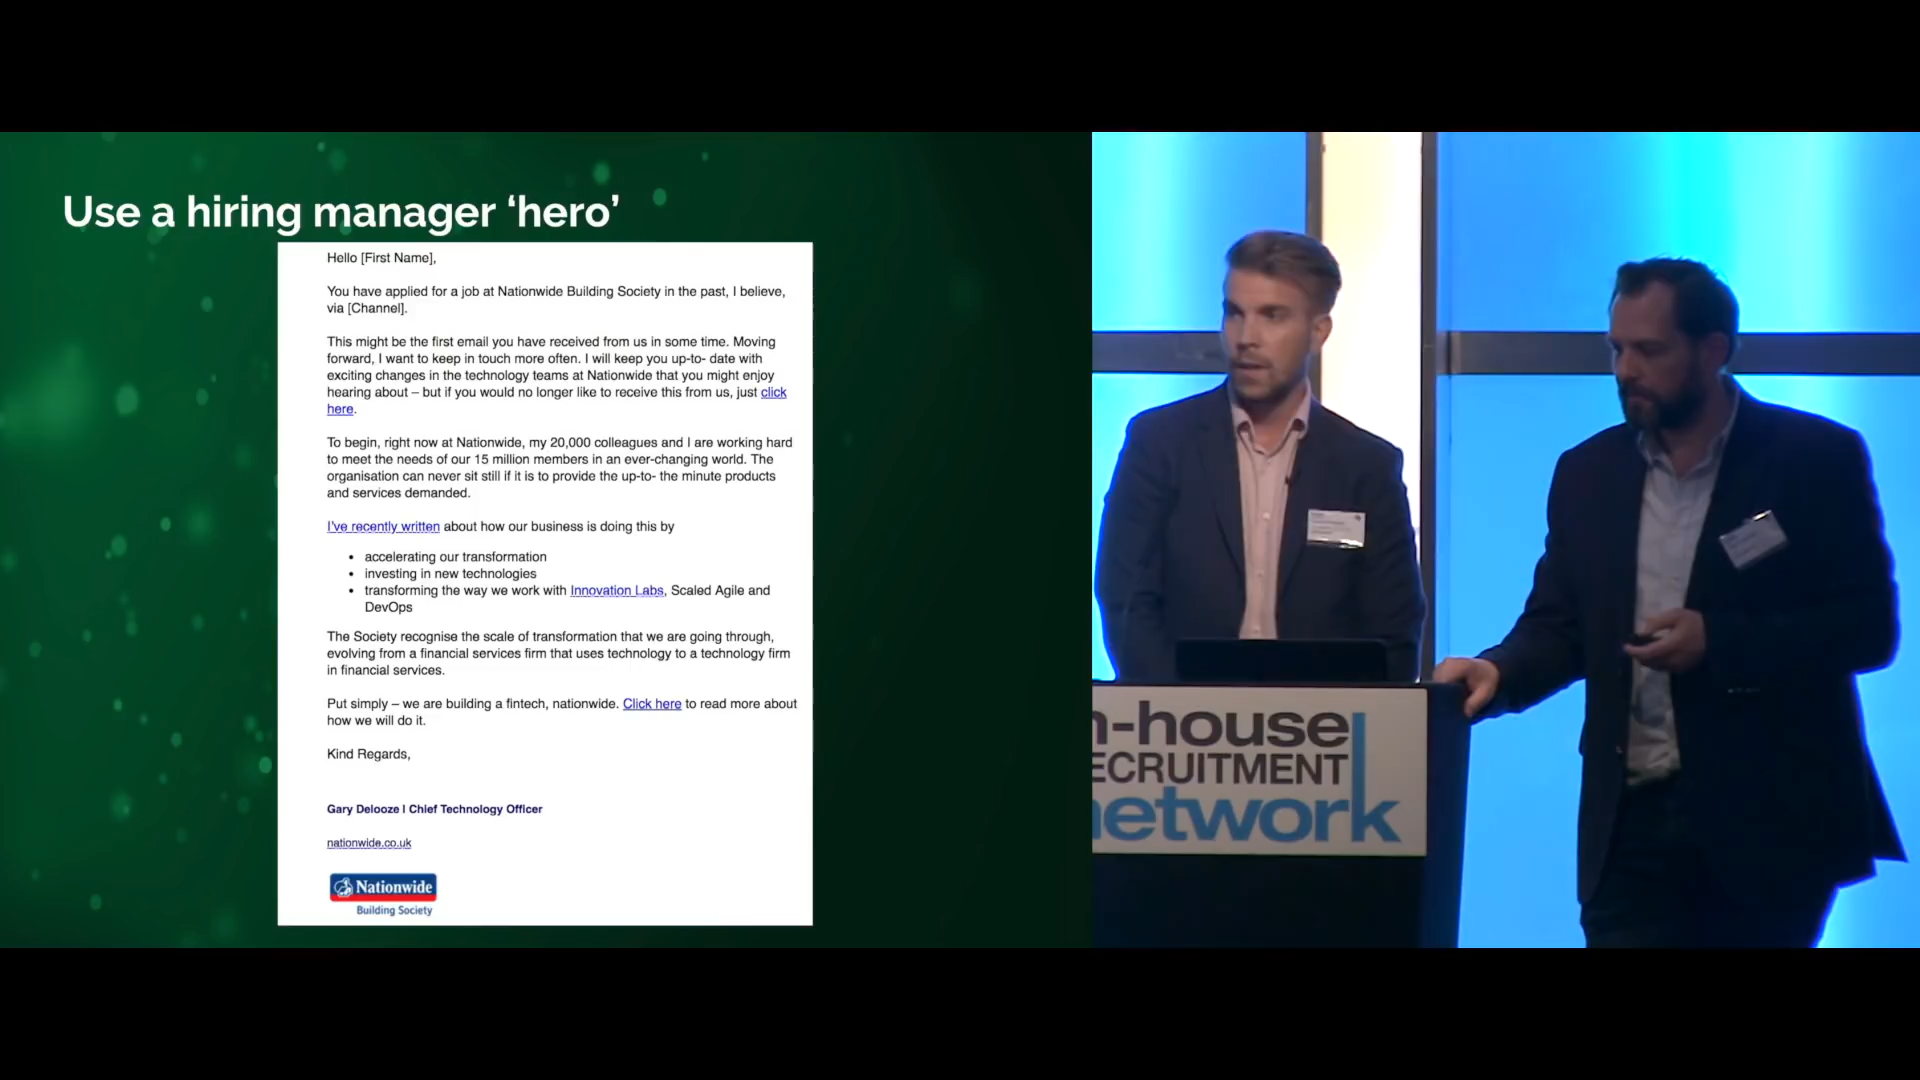 Use a hiring manager ‘hero’
Hello [First Name],
You have applied for a job at Nationwide Building Society in the past, I believe,
via [Channel].
This might be the first email you have received from us in some time. Moving
forward, I want to keep in touch more often. I will keep you up-to- date with
exciting changes in the technology teams at Nationwide that you might enjoy
hearing about – but if you would no longer like to receive this from us, just click
here.
To begin, right now at Nationwide, my 20,000 colleagues and I are working hard
to meet the needs of our 15 million members in an ever-changing world. The
organisation can never sit still if it is to provide the up-to- the minute products
and services demanded.
I've recently written about how our business is doing this by
• accelerating our transformation
• investing in new technologies
• transforming the way we work with Innovation Labs, Scaled Agile and
DevOps
The Society recognise the scale of transformation that we are going through,
evolving from a financial services firm that uses technology to a technology firm
in financial services.
Put simply – we are building a fintech, nationwide. Click here to read more about
how we will do it.
Kind Regards,
Gary Delooze I Chief Technology Officer
nationwide.co.uk
Nationwide
Building Society
n-house
ECRUITMENT
network